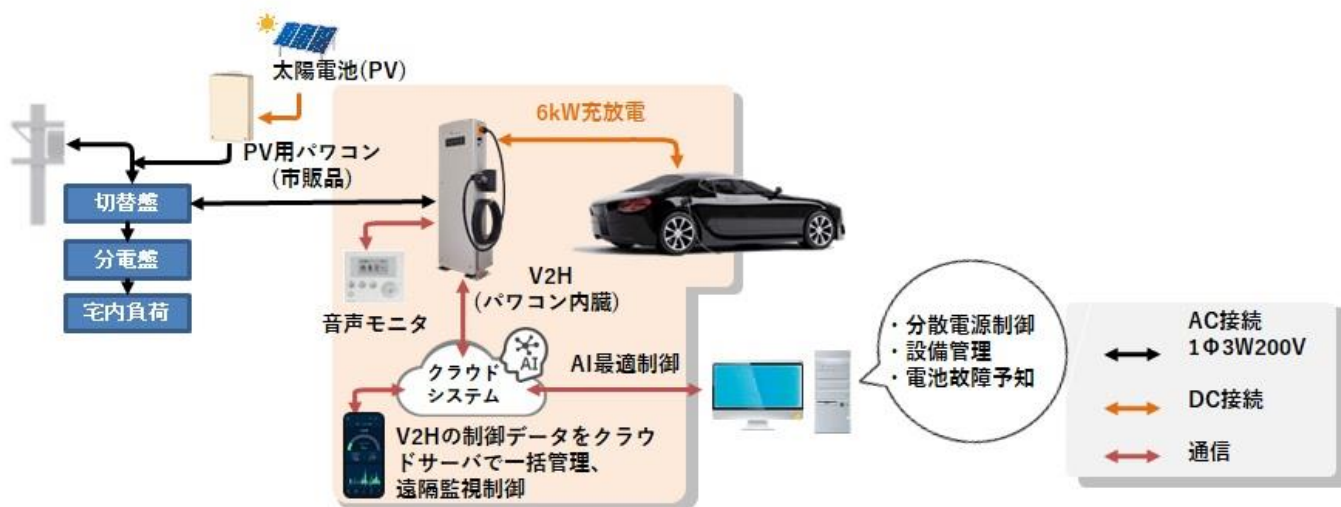 太陽電池(PV)
PV用パワコン
(市販品)
切替盤
分電盤
宅内負荷
6kW充放電
V2H
(パワコン内臓)
音声モニタ
AI
クラウド
システム
AI最適制御
V2Hの制御データをクラウ
ドサーバで一括管理、
遠隔監視制御
・分散電源制御
・設備管理
・電池故障予知
AC接続
1Φ3W200V
DC接続
通信